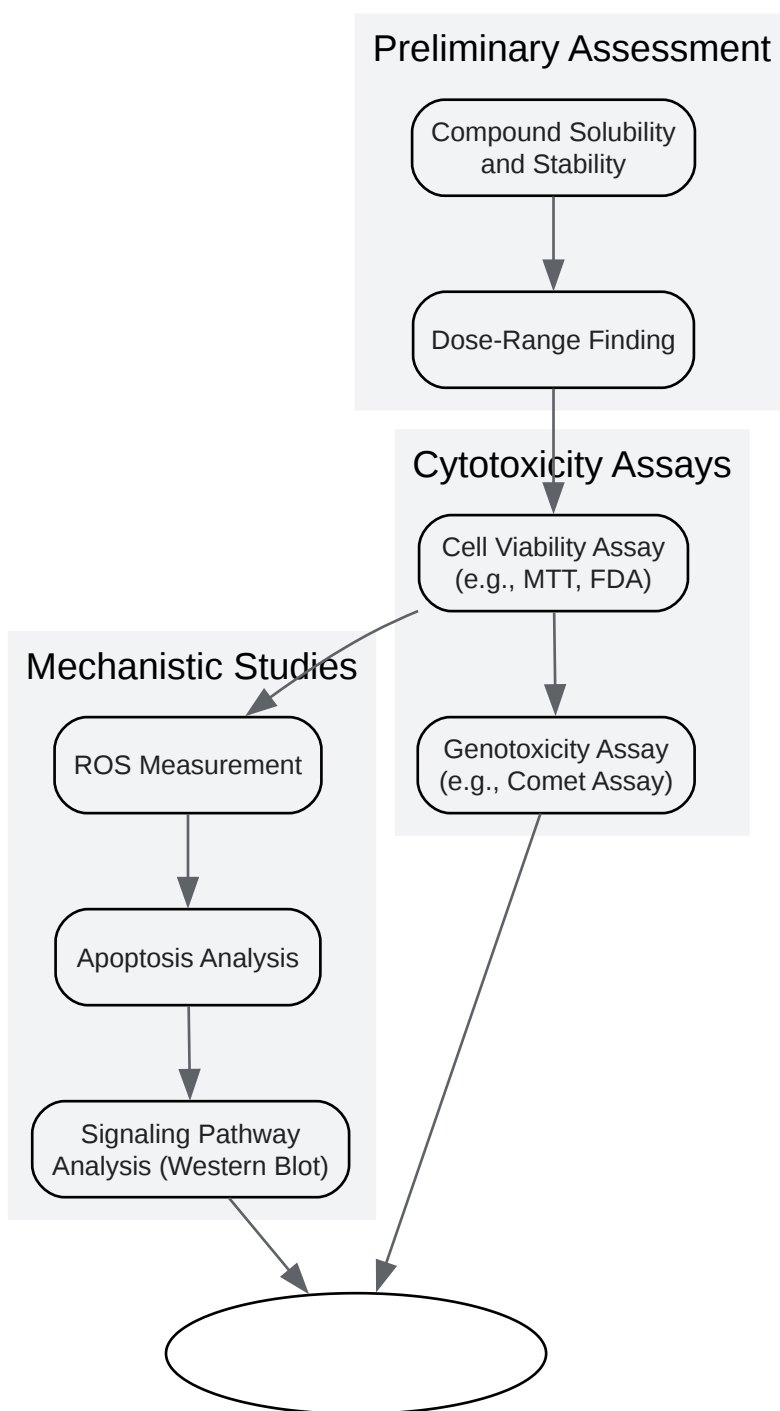 Preliminary Assessment
Compound Solubility
and Stability
Dose-Range Finding
Cytotoxicity Assays
Cell Viability Assay
(e.g., MTT, FDA)
Mechanistic Studies
ROS Measurement
Genotoxicity Assay
(e.g., Comet Assay)
Apoptosis Analysis
Signaling Pathway
Analysis (Western Blot)